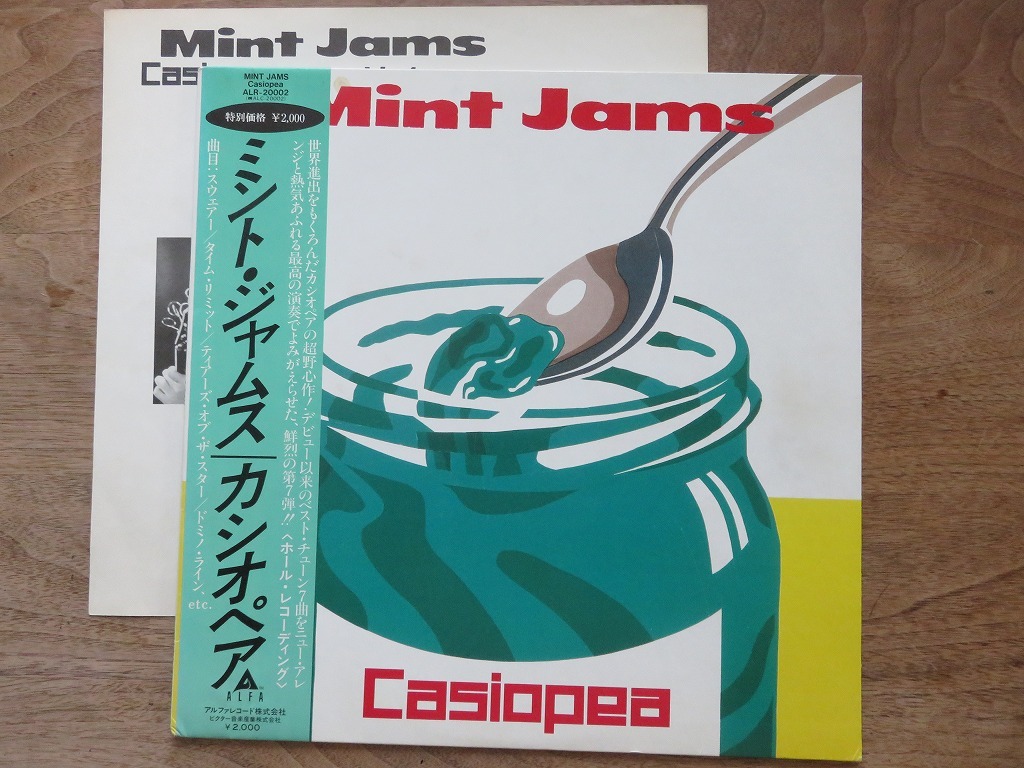 Mint Jams
Cas
MINT JAMS
Casiopea
ALR-20002
(■ALC-20002)
特別価格 ¥2,000
世界進出をもくろんだカシオペアの超野心作!デビュー以来のベスト・チューン7曲をニュー・アレ
ンジと熱気あふれる最高の演奏でよみがえらせた、鮮烈の第7弾!!〈ホール・レコーディング〉
ミント・ジャムス|カシオペア
曲目:スウェアー/タイム・リミット/ティアーズ・オブ・ザ・スター/ドミノ・ライン、
etc.
ALFA
アルファレコード株式会社
ビクター音楽産業株式会社
¥2,000
Mint Jams
Casiopea